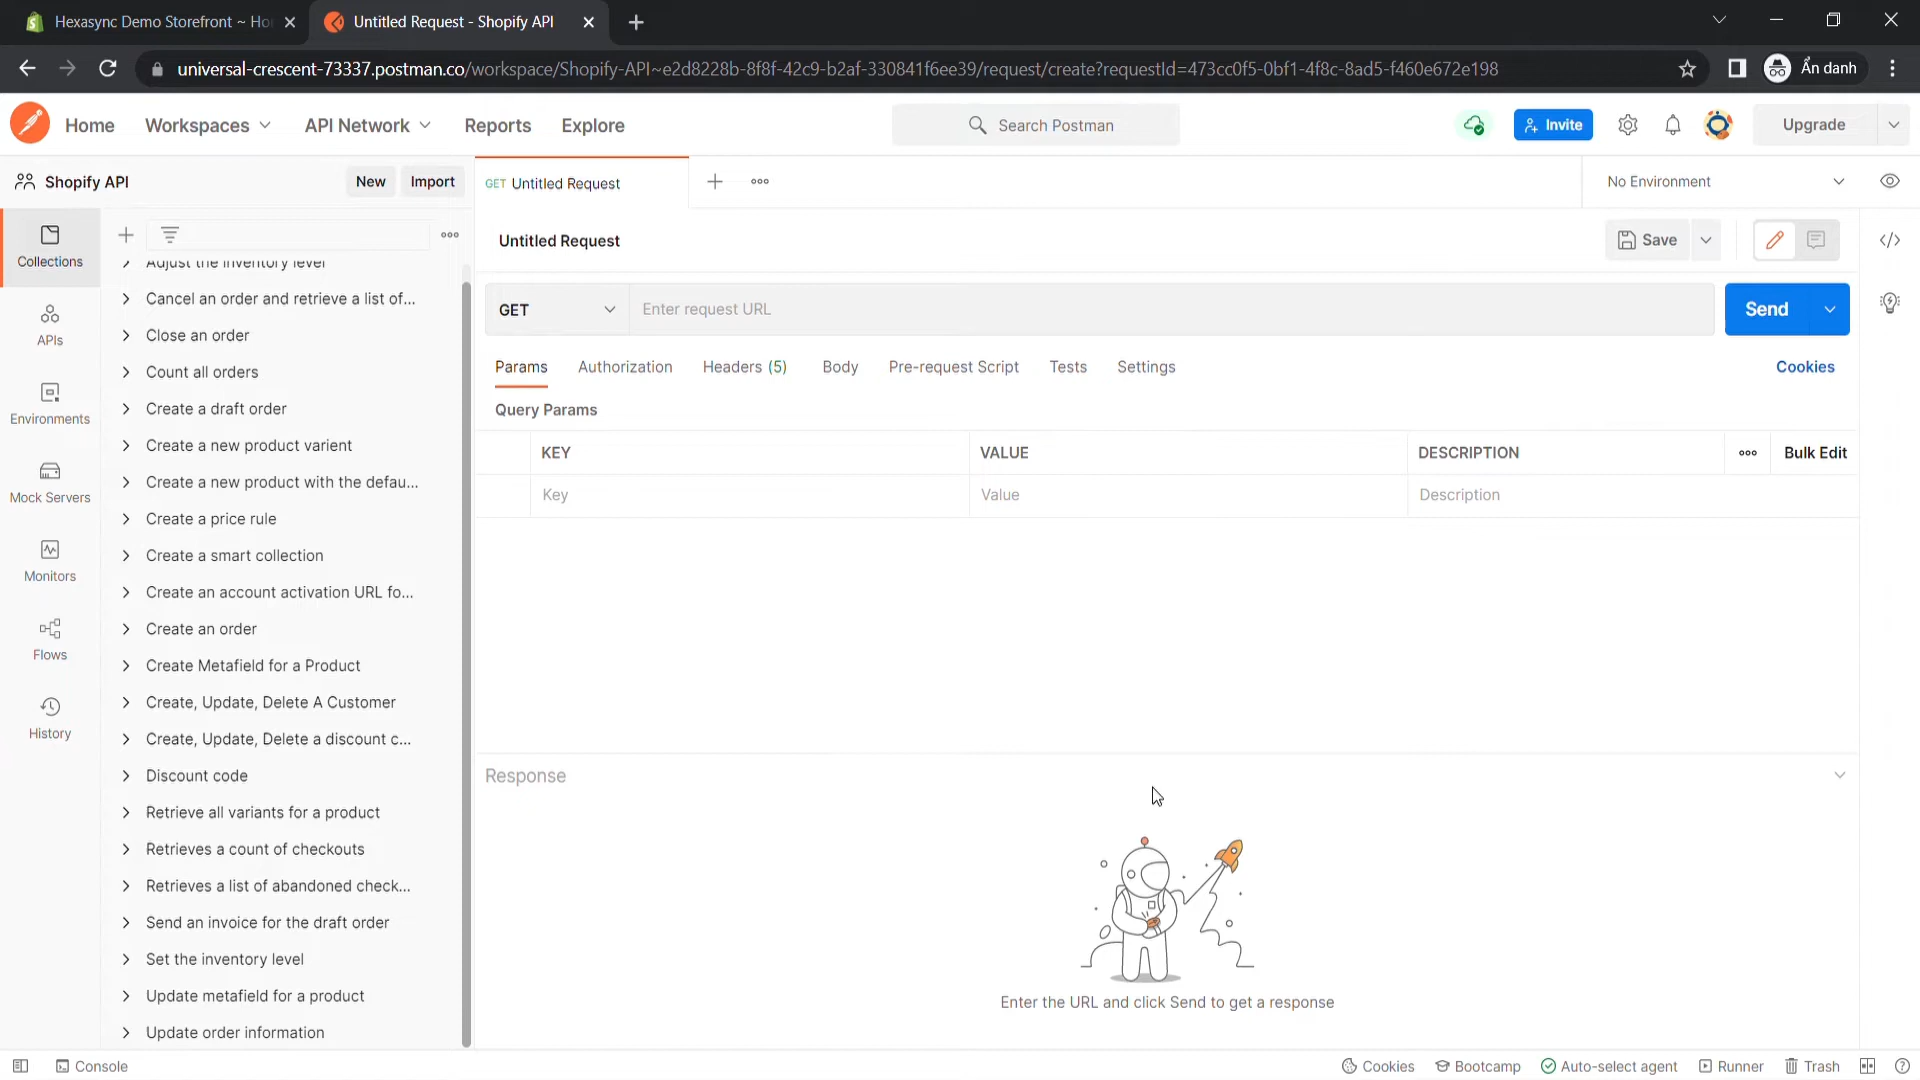 Hexasync Demo Storefront ~ Ho
Untitled Request - Shopify API
universal-crescent-73337.postman.co/workspace/Shopify-API~e2d8228b-8f8f-42c9-b2af-330841f6ee39/request/create?requestId=473cc0f5-0bf1-4f8c-8ad5-f460e672e198
Ẩn danh
Home
Workspaces
API Network
Reports
Explore
Search Postman
Invite
Upgrade
Shopify API
New
Import
GET Untitled Request
No Environment
Collections
APIs
Environments
Mock Servers
Monitors
Flows
History
Adjust the inventory level
Cancel an order and retrieve a list of...
Close an order
Count all orders
Create a draft order
Create a new product varient
Create a new product with the defau...
Create a price rule
Create a smart collection
Create an account activation URL fo...
Create an order
Create Metafield for a Product
Create, Update, Delete A Customer
Create, Update, Delete a discount c...
Discount code
Retrieve all variants for a product
Retrieves a count of checkouts
Retrieves a list of abandoned check...
Send an invoice for the draft order
Set the inventory level
Update metafield for a product
Update order information
Untitled Request
Save
GET
Enter request URL
Send
Params
Authorization
Headers (5)
Body
Pre-request Script
Tests
Settings
Cookies
Query Params
KEY
VALUE
DESCRIPTION
Bulk Edit
Key
Value
Description
Response
Enter the URL and click Send to get a response
Console
Cookies
Bootcamp
Auto-select agent
Runner
Trash